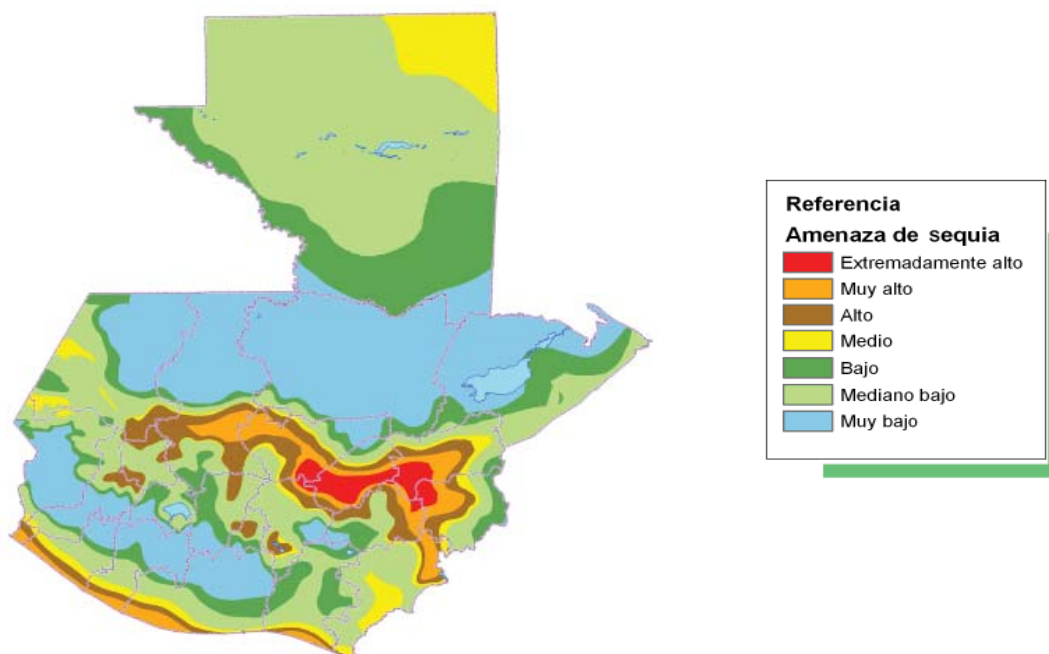 Referencia
Amenaza de sequia
Extremadamente alto
Muy alto
Alto
Medio
Bajo
Mediano bajo
Muy bajo